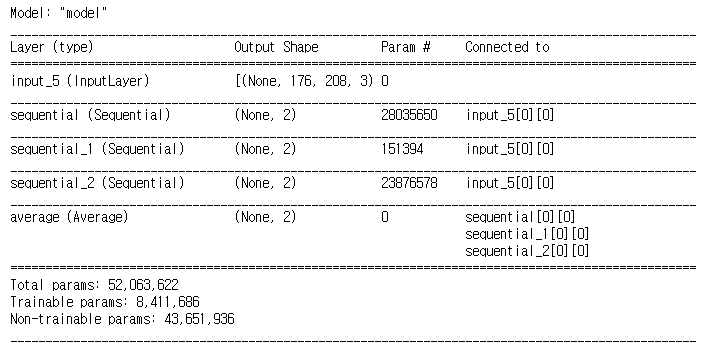 Model: "model"
__________________________________________________________________________________________________
Layer (type)                    Output Shape         Param #     Connected to
==================================================================================================
input_5 (InputLayer)            [(None, 176, 208, 3) 0
__________________________________________________________________________________________________
sequential (Sequential)         (None, 2)            28035650    input_5[0][0]
__________________________________________________________________________________________________
sequential_1 (Sequential)       (None, 2)            151394      input_5[0][0]
__________________________________________________________________________________________________
sequential_2 (Sequential)       (None, 2)            23876578    input_5[0][0]
__________________________________________________________________________________________________
average (Average)               (None, 2)            0           sequential[0][0]
                                                                 sequential_1[0][0]
                                                                 sequential_2[0][0]
==================================================================================================
Total params: 52,063,622
Trainable params: 8,411,686
Non-trainable params: 43,651,936
__________________________________________________________________________________________________